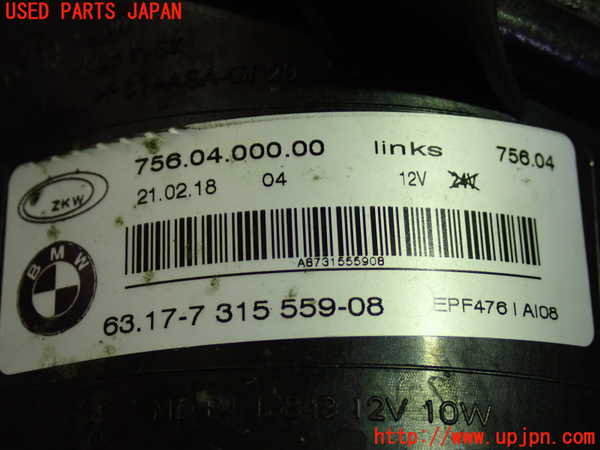 USED PARTS JAPAN
756.04.000.00 links 756.04
ZKW
21.02.18 04 12V 24V
A6731555908
BMW
63.17-7 315 559-08 EPF476 I AI08
12V 10W
http://www.upjpn.com